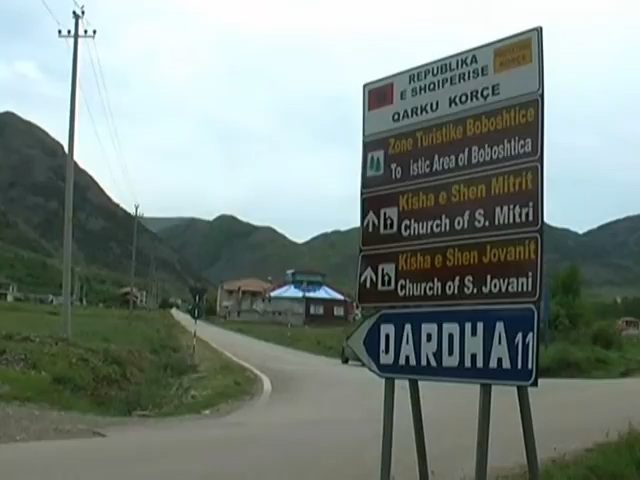 REPUBLIKA
E SHQIPERISE
QARKU KORÇE
KORÇE
Zone Turistike Boboshtice
To istic Area of Boboshtica
Kisha e Shen Mitrit
Church of S. Mitri
Kisha e Shen Jovanit
Church of S. Jovani
DARDHA 11